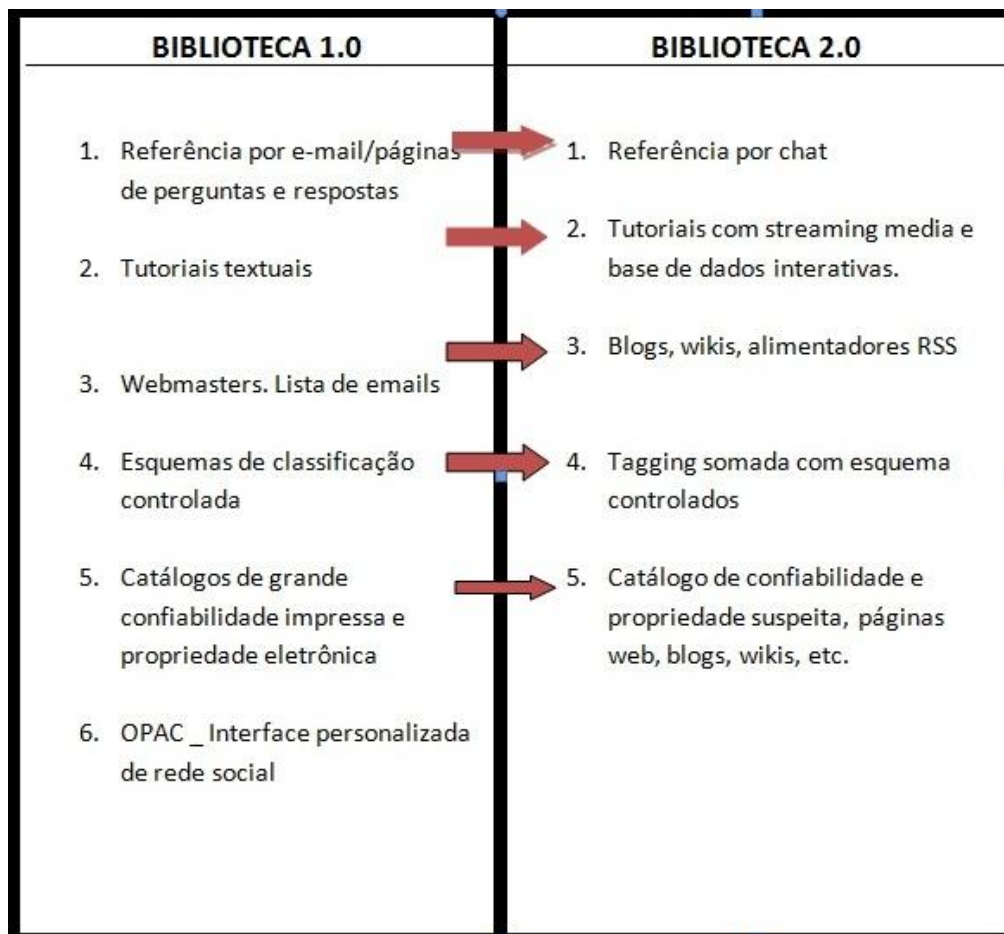 BIBLIOTECA 1.0
1. Referência por e-mail/páginas
de perguntas e respostas
2. Tutoriais textuais
3. Webmasters. Lista de emails
4. Esquemas de classificação
controlada
5. Catálogos de grande
confiabilidade impressa e
propriedade eletrônica
6. OPAC _ Interface personalizada
de rede social
BIBLIOTECA 2.0
1. Referência por chat
2. Tutoriais com streaming media e
base de dados interativas.
3. Blogs, wikis, alimentadores RSS
4. Tagging somada com esquema
controlados
5. Catálogo de confiabilidade e
propriedade suspeita, páginas
web, blogs, wikis, etc.